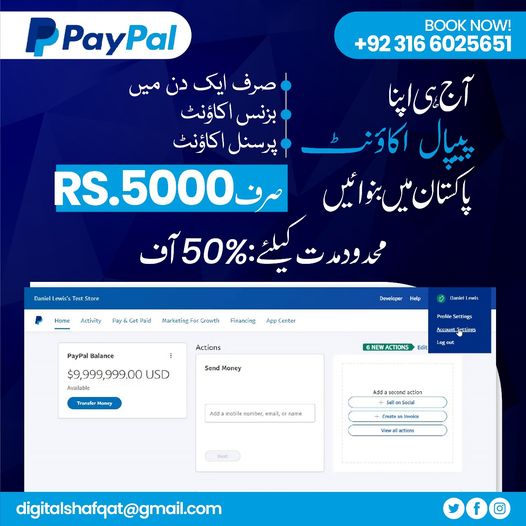 PayPal
BOOK NOW!
+92 316 6025651
آج ہی اپنا
پیپال اکاؤنٹ
پاکستان میں بنوائیں
صرف ایک دن میں
بزنس اکاؤنٹ
پرسنل اکاؤنٹ
صرف RS.5000
محدود مدت کیلئے: 50% آف
Daniel Lewis's Test Store
Developer Help Daniel Lewis
Profile Settings
Account Settings
Log out
Home Activity Pay & Get Paid Marketing For Growth Financing App Center
PayPal Balance
$9,999,999.00 USD
Available
Transfer Money
Actions
6 NEW ACTIONS Edit
Send Money
Add a mobile number, email, or name
Next
Add a second action
+ Sell on Social
+ Create an Invoice
View all actions
digitalshafqat@gmail.com